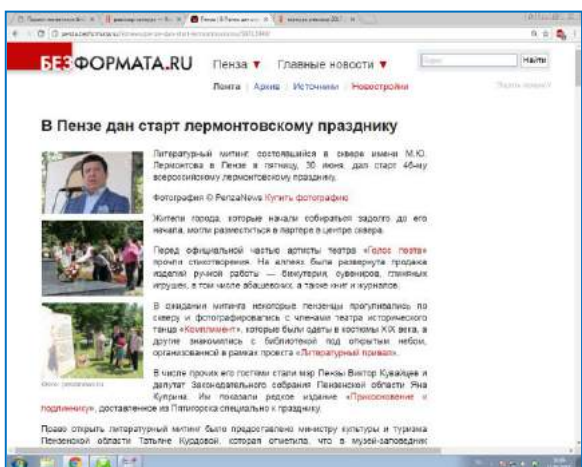 БЕЗФОРМАТА.RU
Пенза ▼ Главные новости ▼
Найти
Лента | Архив | Источники | Новостройки
В Пензе дан старт лермонтовскому празднику
Литературный митинг, состоявшийся в сквере имени М.Ю.
Лермонтова в Пензе в пятницу, 30 июня, дал старт 46-му
всероссийскому лермонтовскому празднику.
Фотография © PenzaNews Купить фотографию
Жители города, которые начали собираться задолго до его
начала, могли разместиться в партере в центре сквера.
Перед официальной частью артисты театра «Голос поэта»
прочли стихотворения. На аллеях была развернута продажа
изделий ручной работы — бижутерии, сувениров, глиняных
игрушек, в том числе абашевских, а также книг и журналов.
В ожидании митинга некоторые пензенцы прогуливались по
скверу и фотографировались с членами театра исторического
танца «Комплимент», которые были одеты в костюмы XIX века, а
другие знакомились с библиотекой под открытым небом,
организованной в рамках проекта «Литературный привал».
Фото: penzanews.ru
В числе прочих его гостями стали мэр Пензы Виктор Кувайцев и
депутат Законодательного собрания Пензенской области Яна
Куприна. Им показали редкое издание «Прикосновение к
подлиннику», доставленное из Пятигорска специально к празднику.
Право открыть литературный митинг было предоставлено министру культуры и туризма
Пензенской области Татьяне Курдовой, которая отметила, что в музей-заповедник